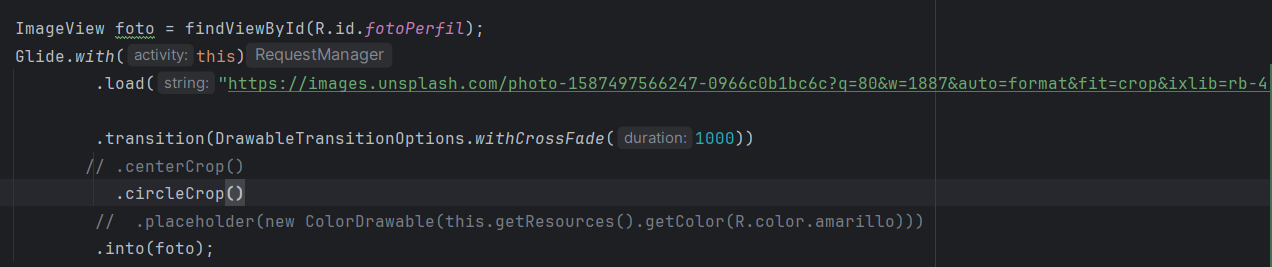 ImageView foto = findViewById(R.id.fotoPerfil);
Glide.with( activity: this) RequestManager
.load( string: "https://images.unsplash.com/photo-1587497566247-0966c0b1bc6c?q=80&w=1887&auto=format&fit=crop&ixlib=rb-4
.transition(DrawableTransitionOptions.withCrossFade( duration: 1000))
// .centerCrop()
.circleCrop()
// .placeholder(new ColorDrawable(this.getResources().getColor(R.color.amarillo)))
.into(foto);